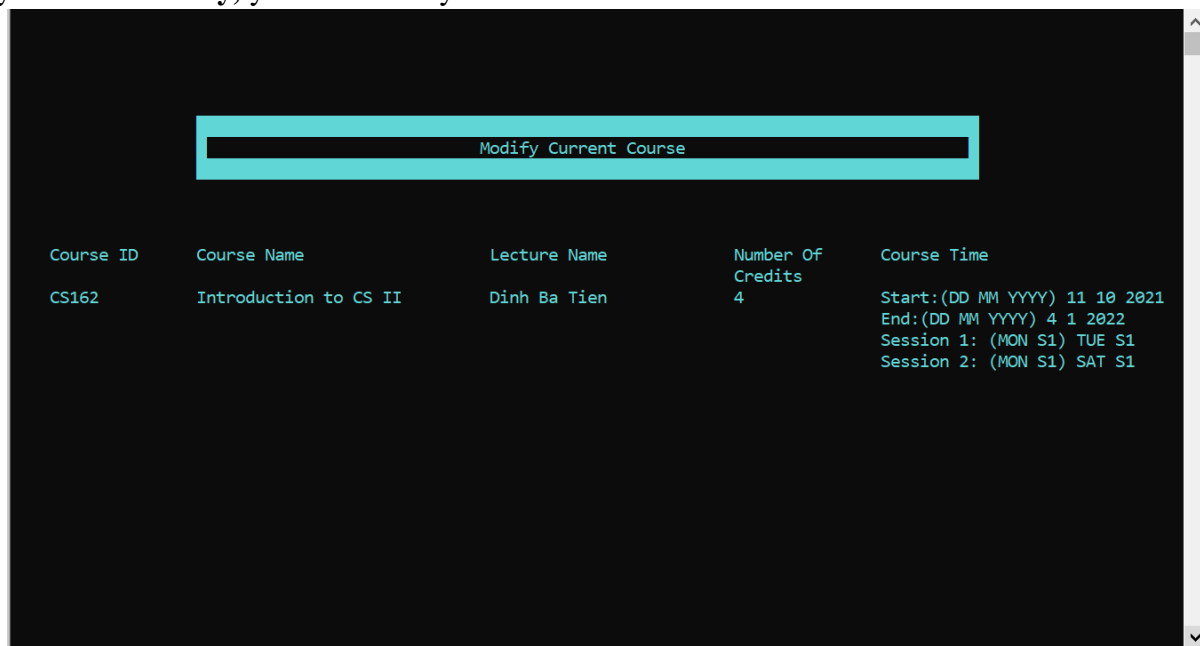 Modify Current Course
Course ID Course Name Lecture Name Number Of Credits Course Time
CS162 Introduction to CS II Dinh Ba Tien 4 Start:(DD MM YYYY) 11 10 2021
End:(DD MM YYYY) 4 1 2022
Session 1: (MON S1) TUE S1
Session 2: (MON S1) SAT S1